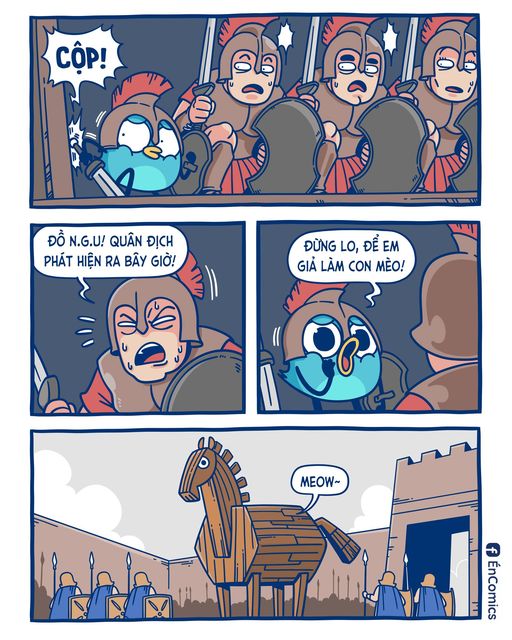 CỘP!
ĐỒ N.G.U! QUÂN ĐỊCH
PHÁT HIỆN RA BÂY GIỜ!
ĐỪNG LO, ĐỂ EM
GIẢ LÀM CON MÈO!
MEOW~
ÉnComics